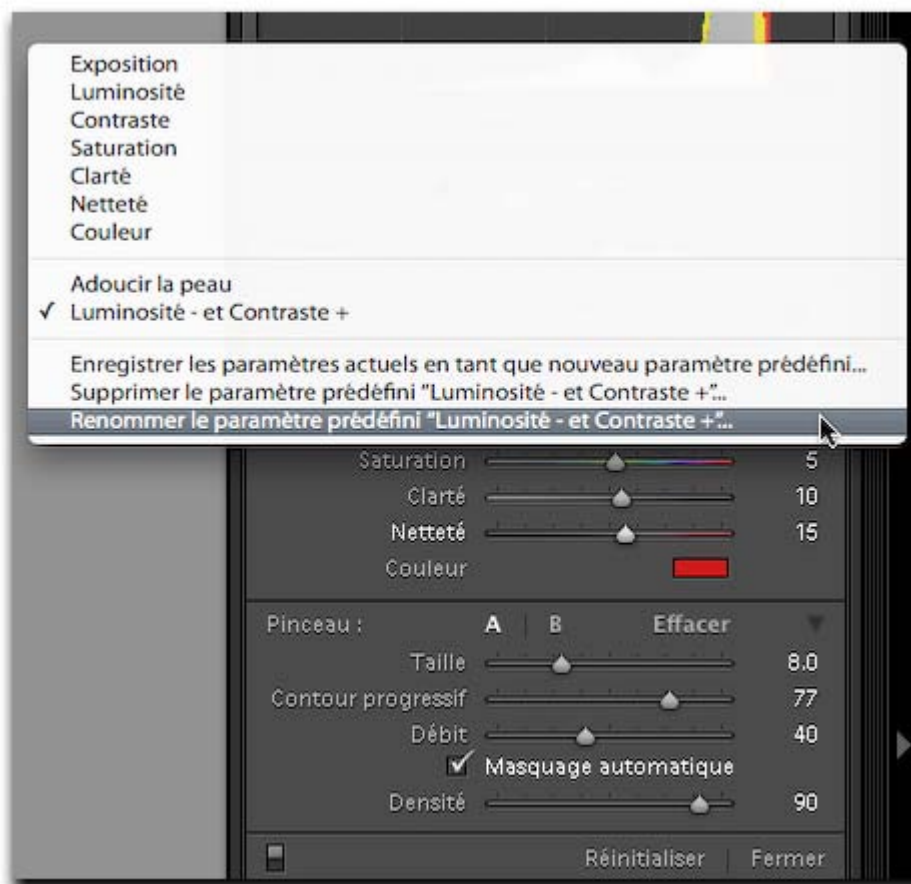 Exposition
Luminosité
Contraste
Saturation
Clarté
Netteté
Couleur
Adoucir la peau
✓ Luminosité - et Contraste +
Enregistrer les paramètres actuels en tant que nouveau paramètre prédéfini...
Supprimer le paramètre prédéfini “Luminosité - et Contraste +”...
Renommer le paramètre prédéfini “Luminosité - et Contraste +”...
Saturation 5
Clarté 10
Netteté 15
Couleur
Pinceau : A | B Effacer
Taille 8.0
Contour progressif 77
Débit 40
Masquage automatique
Densité 90
Réinitialiser | Fermer